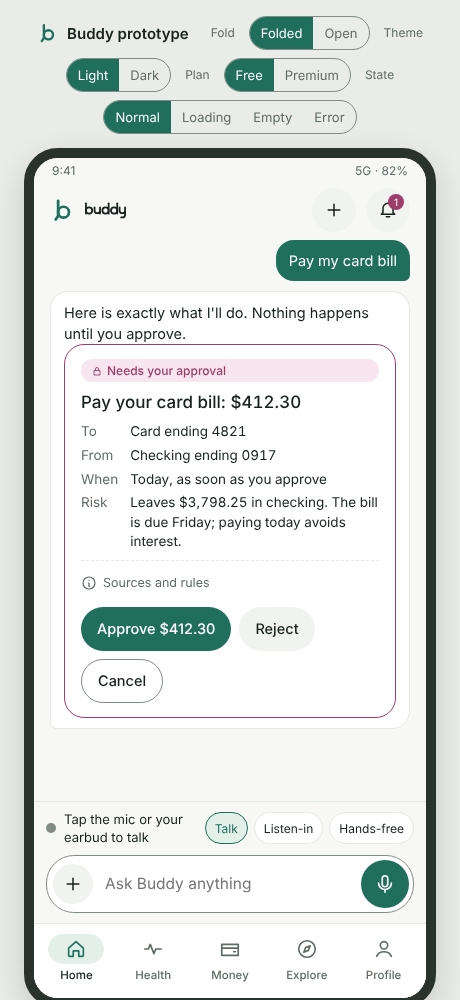 Buddy prototype Fold Folded Open Theme
Light Dark Plan Free Premium State
Normal Loading Empty Error
9:41 5G · 82%
buddy 1
Pay my card bill
Here is exactly what I'll do. Nothing happens
until you approve.
Needs your approval
Pay your card bill: $412.30
To Card ending 4821
From Checking ending 0917
When Today, as soon as you approve
Risk Leaves $3,798.25 in checking. The bill
is due Friday; paying today avoids
interest.
Sources and rules
Approve $412.30 Reject
Cancel
Tap the mic or your
earbud to talk
Talk Listen-in Hands-free
Ask Buddy anything
Home Health Money Explore Profile